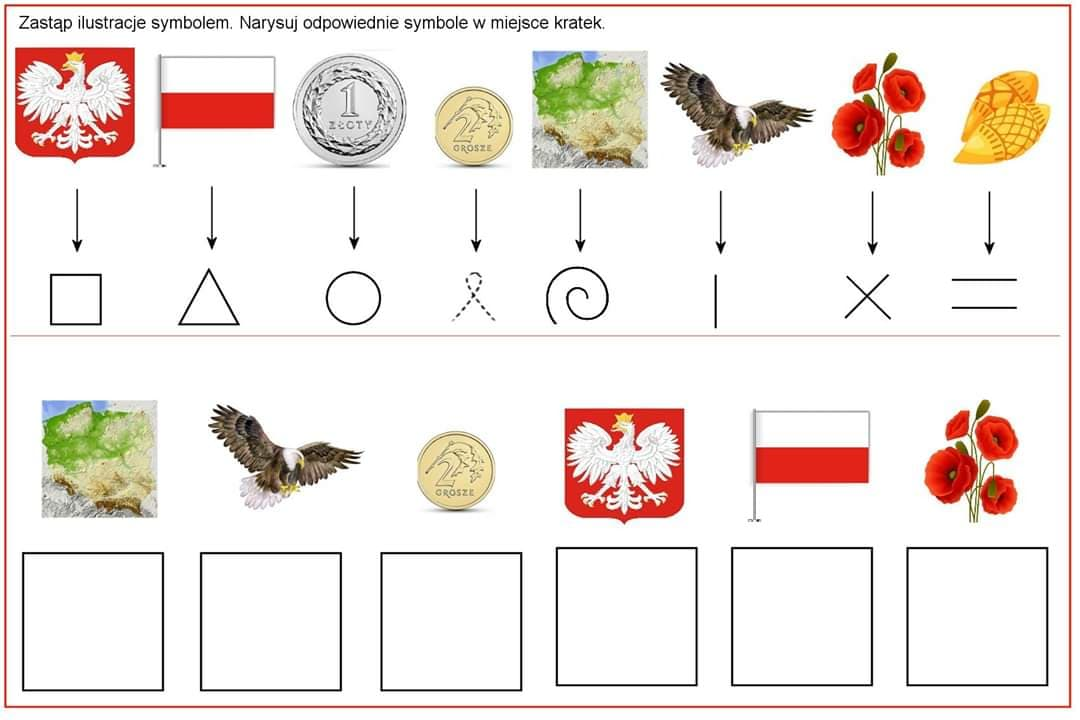 Zastąp ilustracje symbolem. Narysuj odpowiednie symbole w miejsce kratek.
1
ZŁOTY
2
GROSZE
2
GROSZE